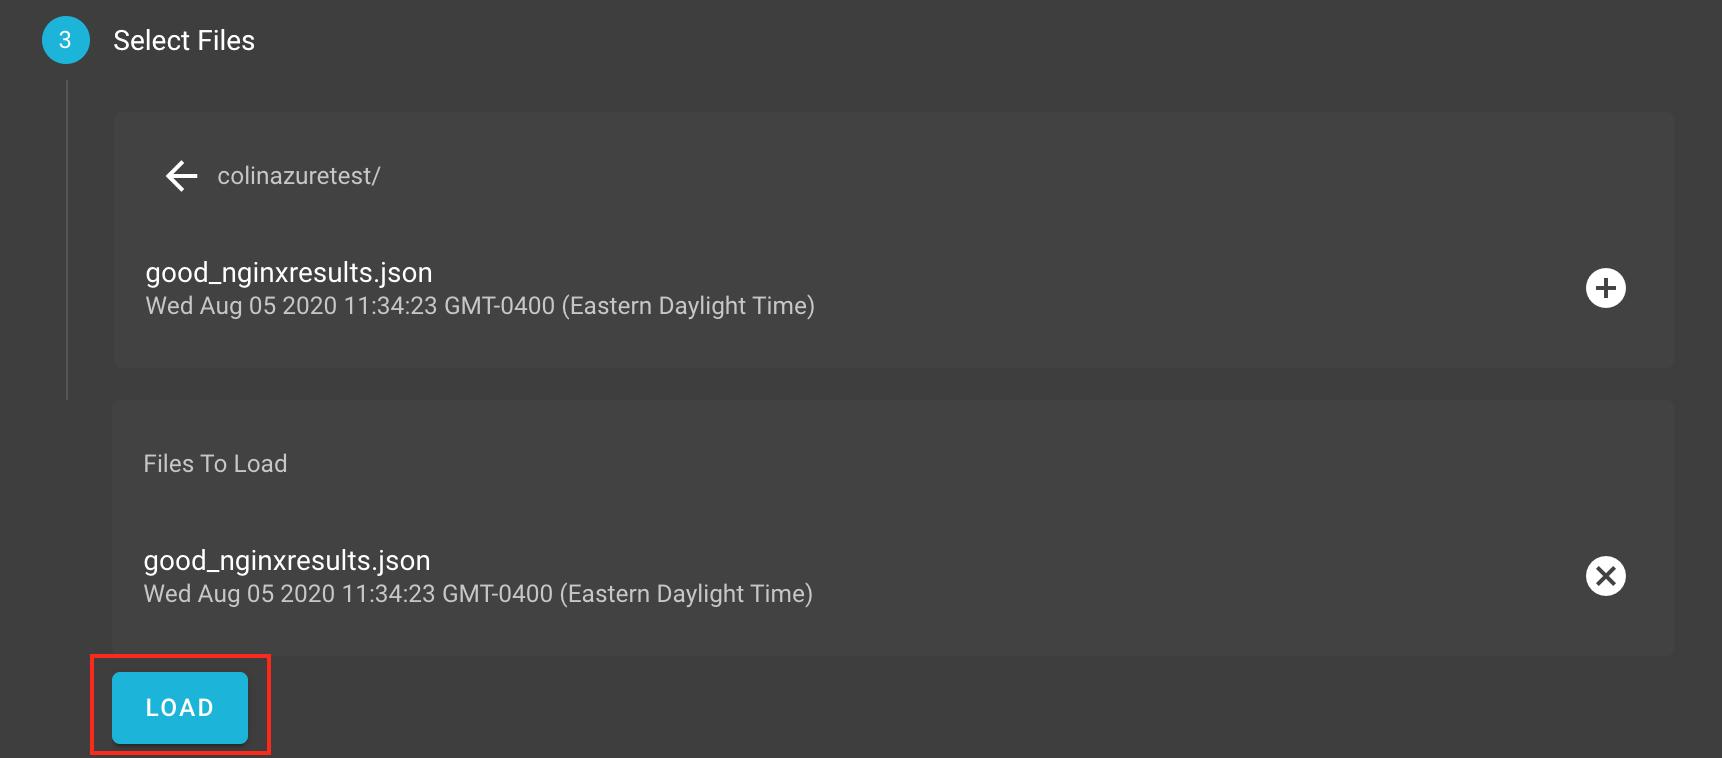 3 Select Files
colinazuretest/
good_nginxresults.json
Wed Aug 05 2020 11:34:23 GMT-0400 (Eastern Daylight Time)
Files To Load
good_nginxresults.json
Wed Aug 05 2020 11:34:23 GMT-0400 (Eastern Daylight Time)
LOAD